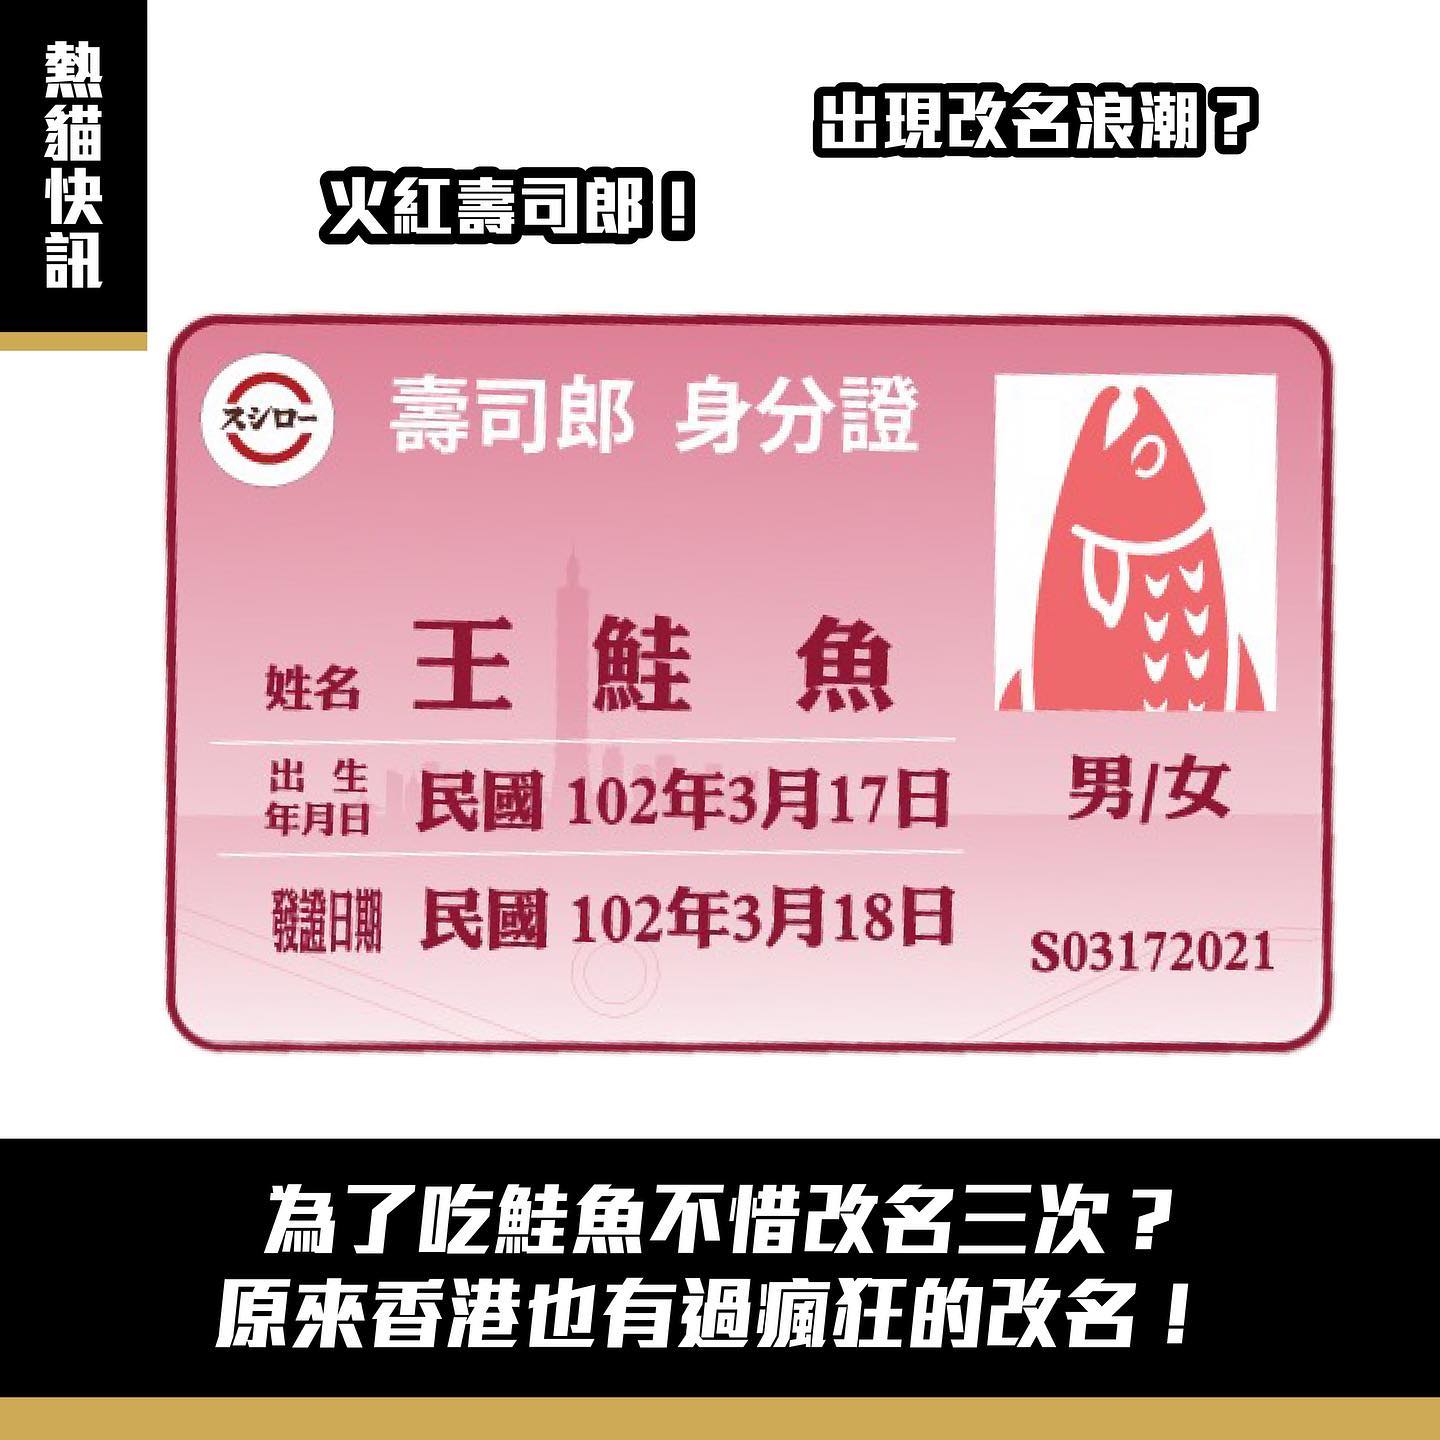 熱貓快訊
出現改名浪潮？
火紅壽司郎！
スシロー
壽司郎 身分證
姓名 王 鮭 魚
出生年月日 民國 102年3月17日
男/女
發證日期 民國 102年3月18日
S03172021
為了吃鮭魚不惜改名三次？
原來香港也有過瘋狂的改名！